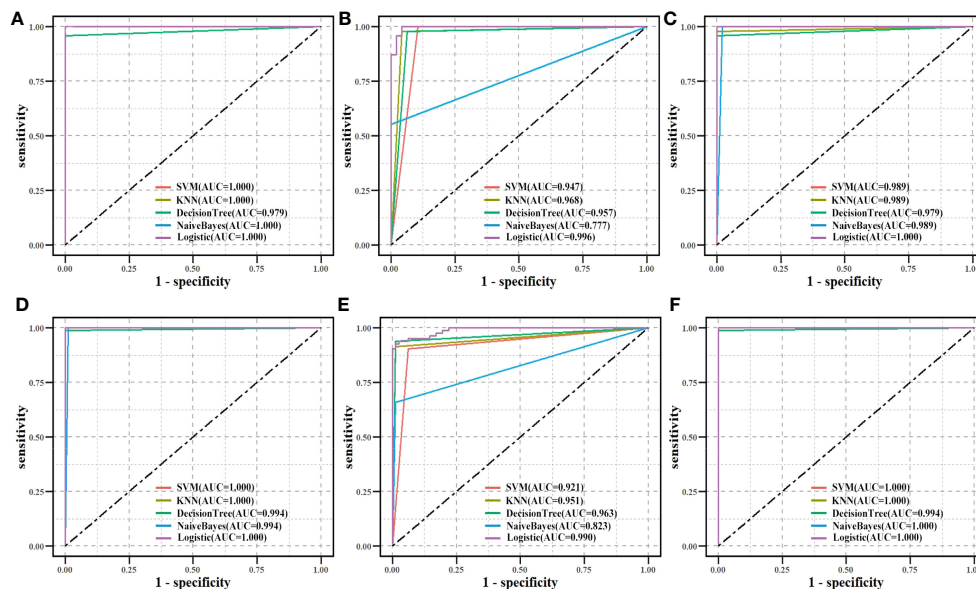 A
1.00
0.75
0.50
0.25
0.00
sensitivity
SVM(AUC=1.000)
KNN(AUC=1.000)
DecisionTree(AUC=0.979)
NaiveBayes(AUC=1.000)
Logistic(AUC=1.000)
0.00 0.25 0.50 0.75 1.00
1 - specificity
B
1.00
0.75
0.50
0.25
0.00
sensitivity
SVM(AUC=0.947)
KNN(AUC=0.968)
DecisionTree(AUC=0.957)
NaiveBayes(AUC=0.777)
Logistic(AUC=0.996)
0.00 0.25 0.50 0.75 1.00
1 - specificity
C
1.00
0.75
0.50
0.25
0.00
sensitivity
SVM(AUC=0.989)
KNN(AUC=0.989)
DecisionTree(AUC=0.979)
NaiveBayes(AUC=0.989)
Logistic(AUC=1.000)
0.00 0.25 0.50 0.75 1.00
1 - specificity
D
1.00
0.75
0.50
0.25
0.00
sensitivity
SVM(AUC=1.000)
KNN(AUC=1.000)
DecisionTree(AUC=0.994)
NaiveBayes(AUC=0.994)
Logistic(AUC=1.000)
0.00 0.25 0.50 0.75 1.00
1 - specificity
E
1.00
0.75
0.50
0.25
0.00
sensitivity
SVM(AUC=0.921)
KNN(AUC=0.951)
DecisionTree(AUC=0.963)
NaiveBayes(AUC=0.823)
Logistic(AUC=0.990)
0.00 0.25 0.50 0.75 1.00
1 - specificity
F
1.00
0.75
0.50
0.25
0.00
sensitivity
SVM(AUC=1.000)
KNN(AUC=1.000)
DecisionTree(AUC=0.994)
NaiveBayes(AUC=1.000)
Logistic(AUC=1.000)
0.00 0.25 0.50 0.75 1.00
1 - specificity